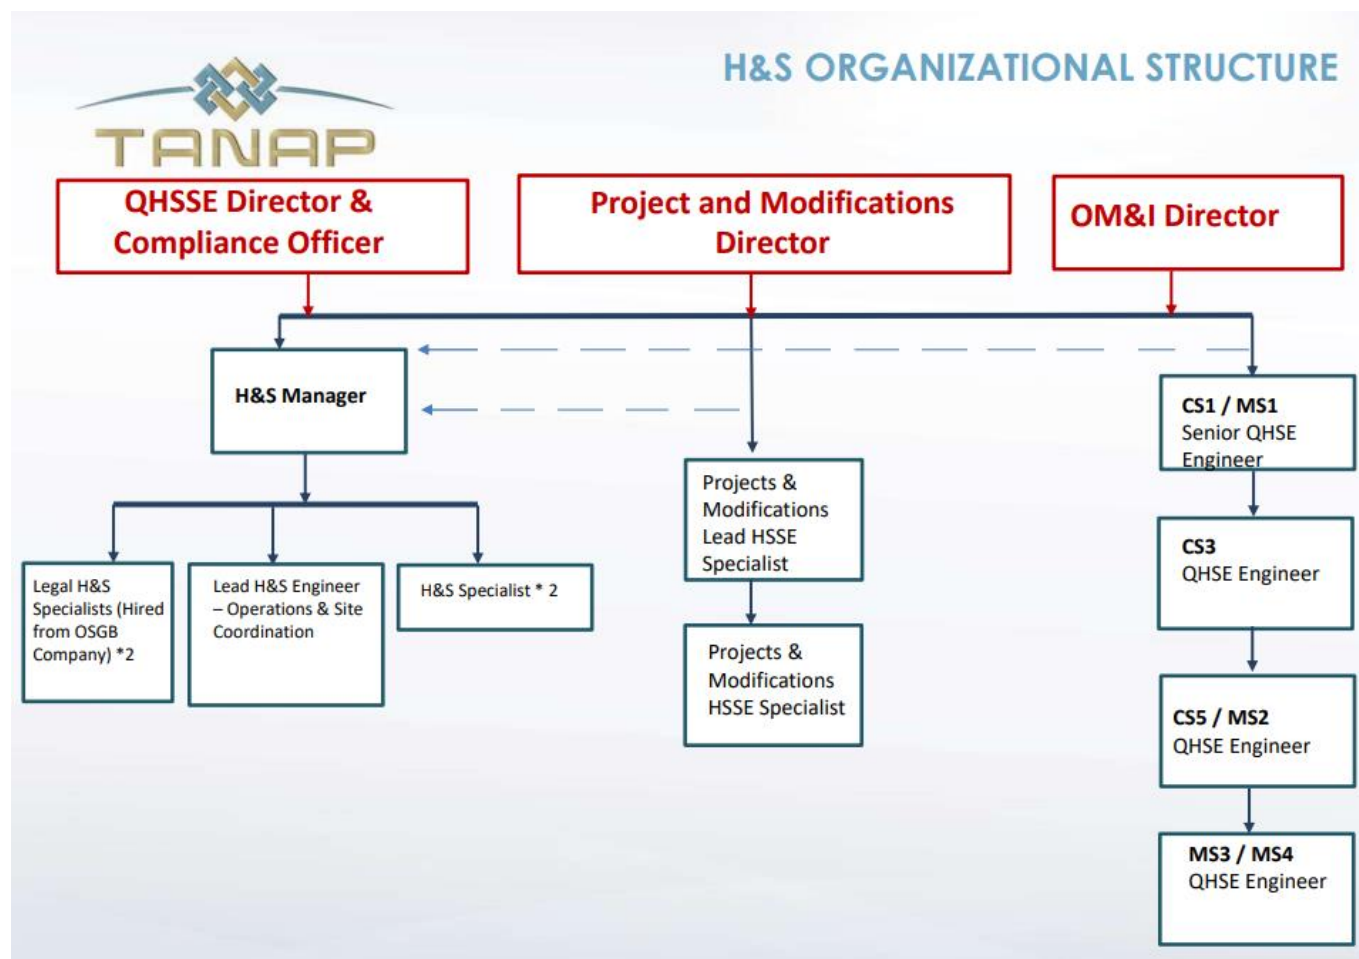 H&S ORGANIZATIONAL STRUCTURE
TANAP
QHSSE Director &
Compliance Officer
Project and Modifications
Director
OM&I Director
H&S Manager
Legal H&S
Specialists (Hired
from OSGB
Company) *2
Lead H&S Engineer
– Operations & Site
Coordination
H&S Specialist * 2
Projects &
Modifications
Lead HSSE
Specialist
Projects &
Modifications
HSSE Specialist
CS1 / MS1
Senior QHSE
Engineer
CS3
QHSE Engineer
CS5 / MS2
QHSE Engineer
MS3 / MS4
QHSE Engineer